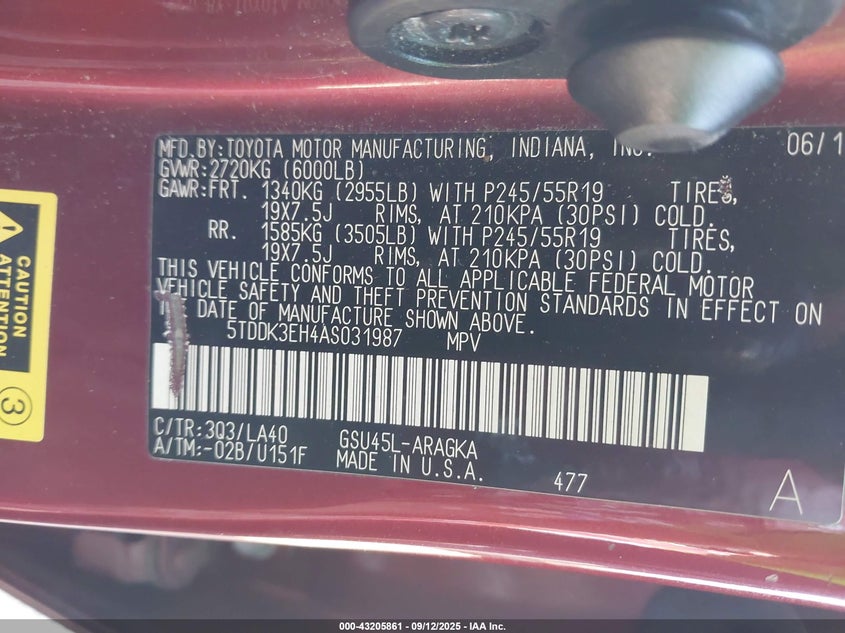 MFD.BY:TOYOTA MOTOR MANUFACTURING, INDIANA, INC. 06/1
GVWR:2720KG (6000LB)
GAWR:FRT. 1340KG (2955LB) WITH P245/55R19 TIRES,
19X7.5J RIMS, AT 210KPA (30PSI) COLD.
RR. 1585KG (3505LB) WITH P245/55R19 TIRES,
19X7.5J RIMS, AT 210KPA (30PSI) COLD.
THIS VEHICLE CONFORMS TO ALL APPLICABLE FEDERAL MOTOR
VEHICLE SAFETY AND THEFT PREVENTION STANDARDS IN EFFECT ON
DATE OF MANUFACTURE SHOWN ABOVE.
5TDDK3EH4AS031987 MPV
C/TR:3Q3/LA40 GSU45L-ARAGKA
A/TM:-02B/U151F MADE IN U.S.A.
477 A
CAUTION
ATTENTION
3
000-43205861 - 09/12/2025 - IAA Inc.